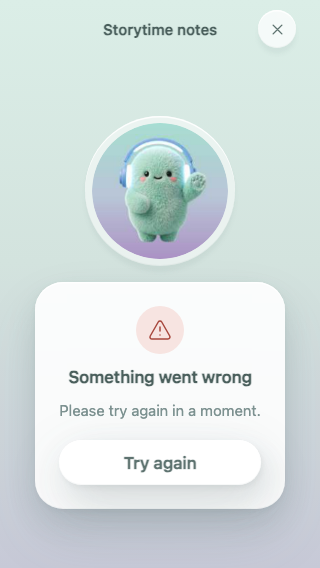 Storytime notes
Something went wrong
Please try again in a moment.
Try again